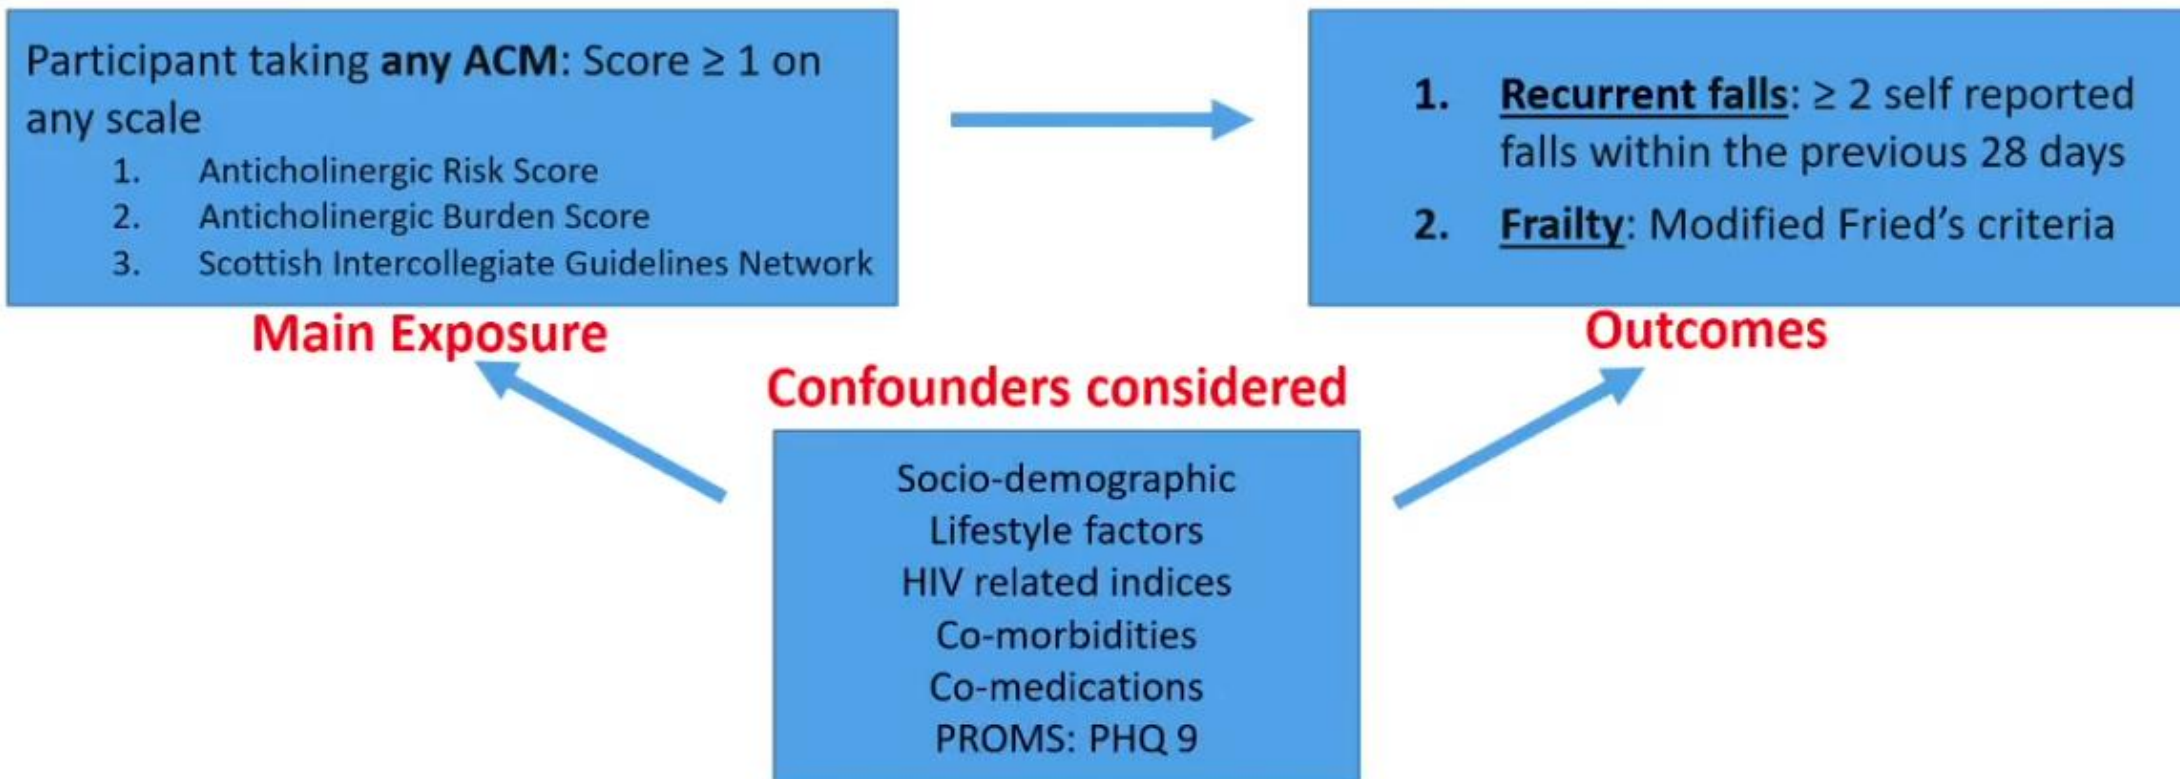 Participant taking any ACM: Score ≥ 1 on
any scale
1. Anticholinergic Risk Score
2. Anticholinergic Burden Score
3. Scottish Intercollegiate Guidelines Network
Main Exposure
1. Recurrent falls: ≥ 2 self reported
falls within the previous 28 days
2. Frailty: Modified Fried's criteria
Outcomes
Confounders considered
Socio-demographic
Lifestyle factors
HIV related indices
Co-morbidities
Co-medications
PROMS: PHQ 9